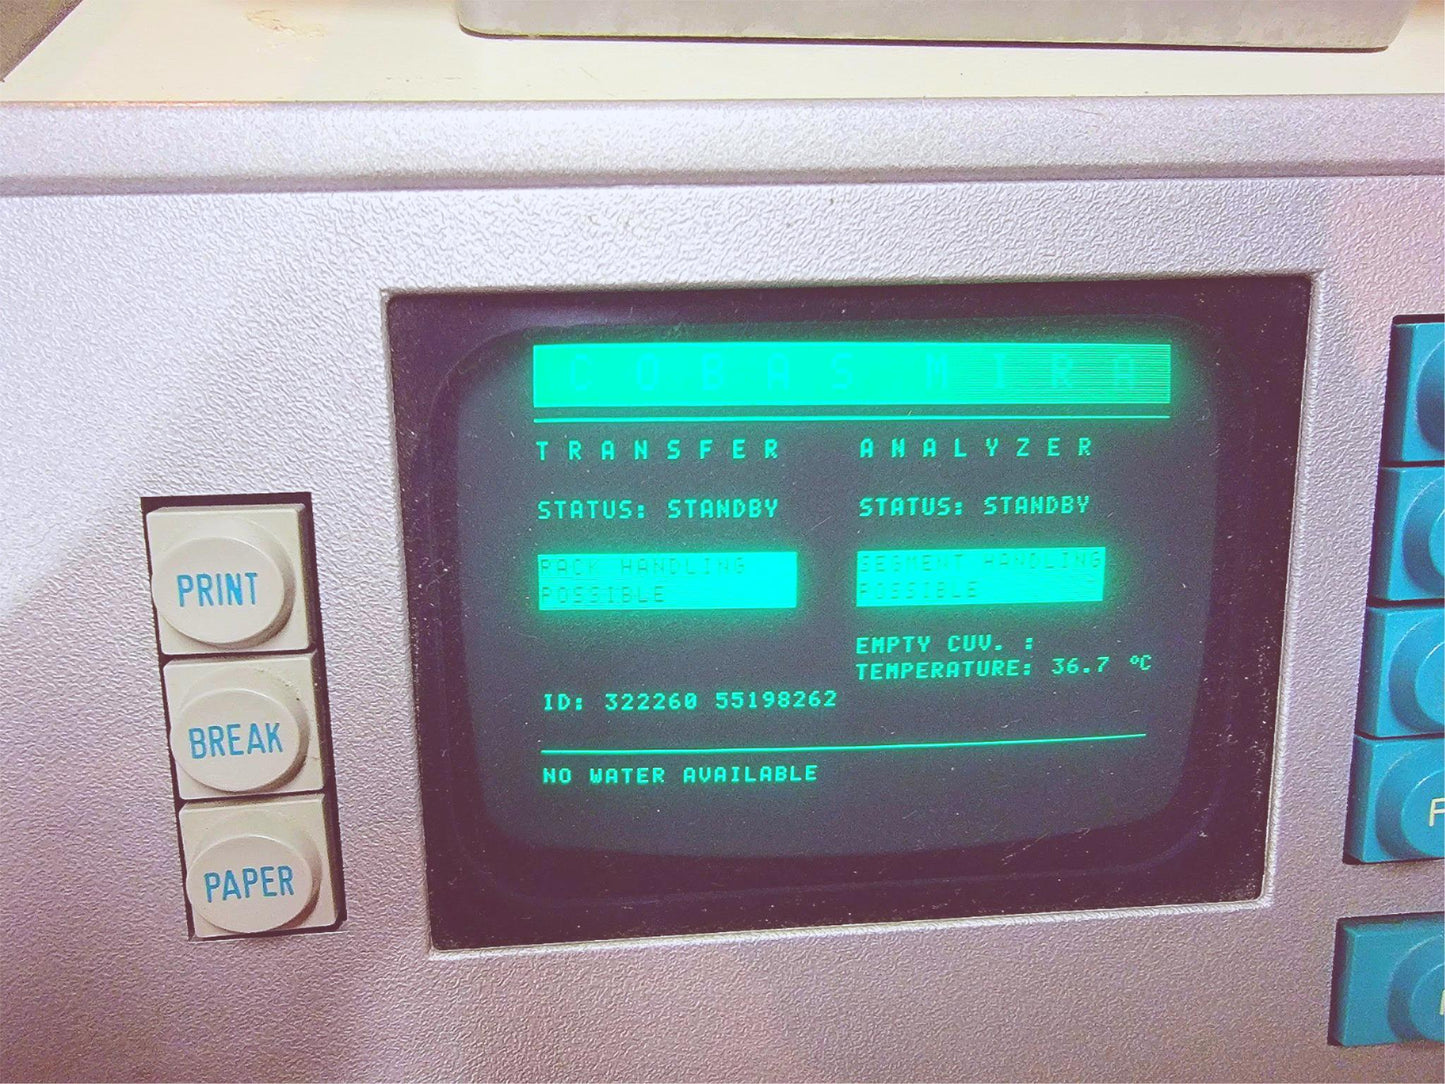 COBAS MIRA
TRANSFER ANALYZER
STATUS: STANDBY STATUS: STANDBY
RACK HANDLING SEGMENT HANDLING
POSSIBLE POSSIBLE
EMPTY CUV. :
TEMPERATURE: 36.7 °C
ID: 322260 55198262
NO WATER AVAILABLE
PRINT
BREAK
PAPER
F